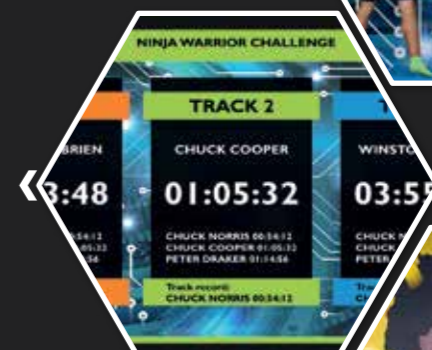 NINJA WARRIOR CHALLENGE
TRACK 2
BRIEN
CHUCK COOPER
WINSTO
3:48
01:05:32
03:55
CHUCK NORRIS 00:54:12
CHUCK COOPER 01:05:32
PETER DRAKER 01:14:56
Track record:
CHUCK NORRIS 00:54:12